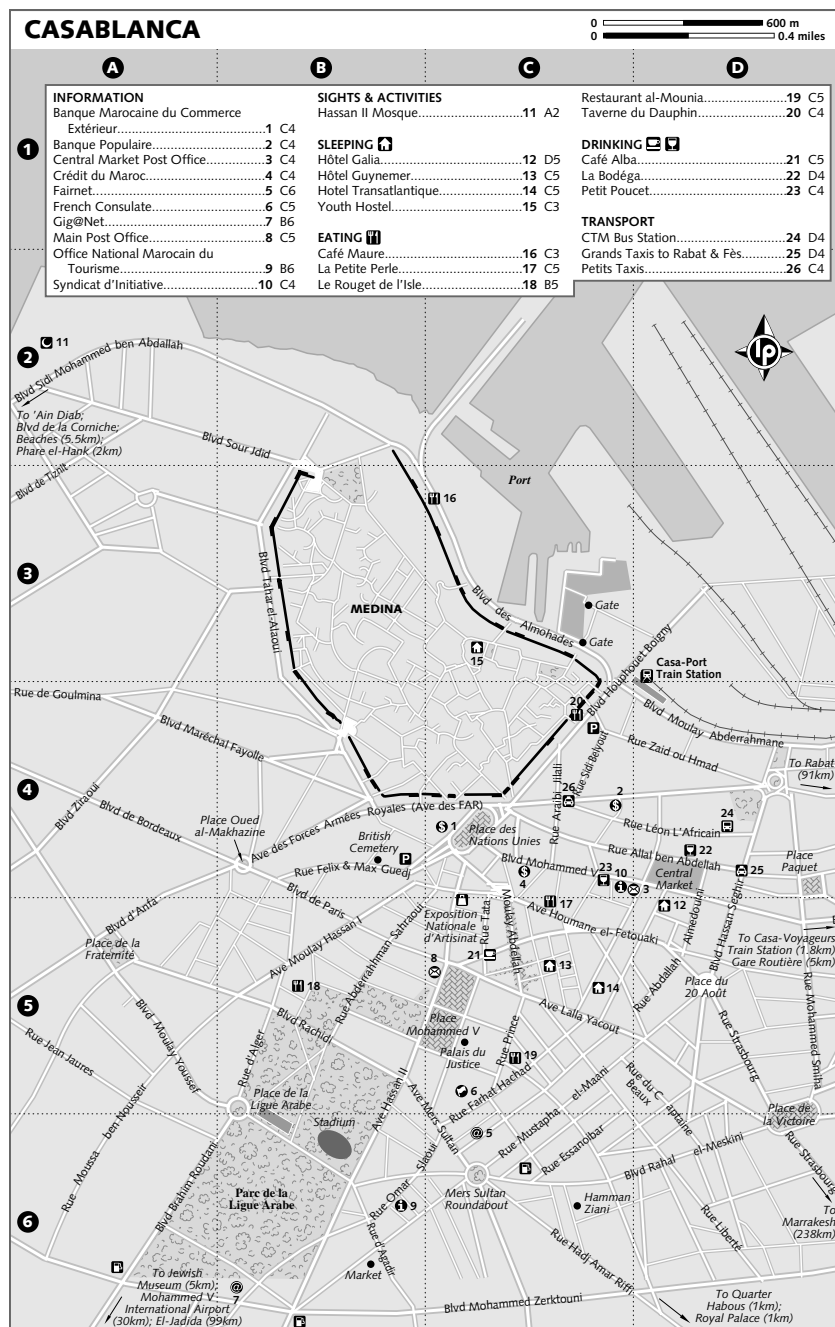 CASABLANCA
0 600 m
0 0.4 miles
A B C D
INFORMATION
Banque Marocaine du Commerce
Extérieur...1 C4
Banque Populaire...2 C4
Central Market Post Office...3 C4
Crédit du Maroc...4 C4
Fairnet...5 C6
French Consulate...6 C5
Gig@Net...7 B6
Main Post Office...8 C5
Office National Marocain du
Tourisme...9 B6
Syndicat d'Initiative...10 C4
SIGHTS & ACTIVITIES
Hassan II Mosque...11 A2
SLEEPING
Hôtel Galia...12 D5
Hôtel Guynemer...13 C5
Hotel Transatlantique...14 C5
Youth Hostel...15 C3
EATING
Café Maure...16 C3
La Petite Perle...17 C5
Le Rouget de l'Isle...18 B5
Restaurant al-Mounia...19 C5
Taverne du Dauphin...20 C4
DRINKING
Café Alba...21 C5
La Bodéga...22 D4
Petit Poucet...23 C4
TRANSPORT
CTM Bus Station...24 D4
Grands Taxis to Rabat & Fès...25 D4
Petits Taxis...26 C4
1
2
11
lp
Blvd Sidi Mohammed ben Abdallah
To 'Ain Diab;
Blvd de la Corniche;
Beaches (5.5km);
Phare el-Hank (2km)
Blvd Sour Jdid
Blvd de Tiznit
Port
16
3
Blvd Tahar el-Alaoui
MEDINA
Blvd des Almohades
Gate
Gate
15
Blvd Houphouet Boigny
Casa-Port
Train Station
Rue de Goulmina
Blvd Maréchal Fayolle
20
P
Blvd Moulay Abderrahmane
Rue Zaid ou Hmad
Rue Sidi Belyout
Rue Araibi Jilali
To Rabat
(91km)
4
Blvd Ziraoui
Blvd de Bordeaux
Place Oued
al-Makhazine
Ave des Forces Armées Royales (Ave des FAR)
26
2
24
1
Place des
Nations Unies
Rue Léon L'Africain
Rue Allal ben Abdellah
22
British
Cemetery
P
Rue Felix & Max Guedj
Blvd Mohammed V
4
23
10
3
Central
Market
25
Place
Paquet
Blvd d'Anfa
Blvd de Paris
17
12
Moulay Abdellah
Rue Tata
Ave Houmane el-Fetouaki
Almedouini
Blvd Hassan Seghir
Exposition
Nationale
d'Artisinat
Ave Moulay Hassan I
Rue Abderrahhman Sahraoui
Place de la
Fraternité
To Casa-Voyageurs
Train Station (1.8km)
Gare Routière (5km)
8
21
13
18
14
Rue Abdallah
Place du
20 Août
5
Blvd Rachidi
Place
Mohammed V
Ave Lalla Yacout
Rue Mohammed Smiha
Rue Jean Jaures
Blvd Moulay Youssef
Rue d'Alger
Palais du
Justice
Rue Prince
19
Rue Strasbourg
Ave Hassan II
Place de la
Ligue Arabe
Stadium
6
Rue Farhat Hachad
Ave Mers Sultan
el-Maani
Rue du Captaine
Beaux
Place de
la Victoire
Rue Moussa ben Nousseir
5
Rue Mustapha
Rue Essanoibar
Blvd Rahal el-Meskini
Rue Strasbourg
Blvd Brahim Roudani
Parc de la
Ligue Arabe
Rue Omar Slaoui
Mers Sultan
Roundabout
Hamman
Ziani
To
Marrakesh
(238km)
6
9
Rue d'Agadir
Rue Liberté
Rue Hadj Amar Riffi
Market
To Jewish
Museum (5km);
Mohammed V
International Airport
(30km); El-Jadida (99km)
7
Blvd Mohammed Zerktouni
To Quarter
Habous (1km);
Royal Palace (1km)